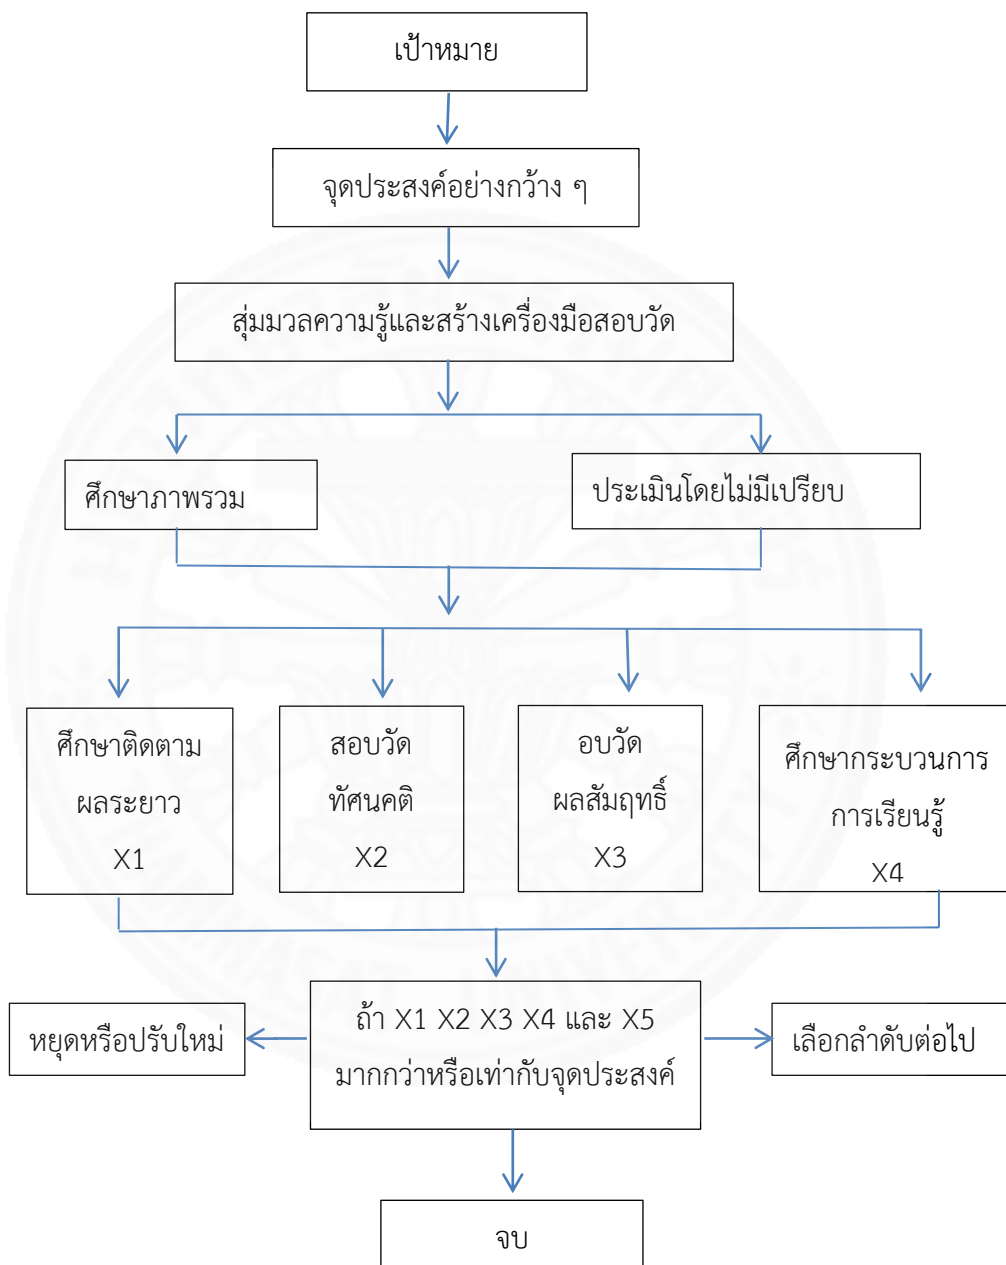 เป้าหมาย
จุดประสงค์อย่างกว้าง ๆ
สุ่มมวลความรู้และสร้างเครื่องมือสอบวัด
ศึกษาภาพรวม
ประเมินโดยไม่มีเปรียบ
ศึกษาติดตาม
ผลระยาว
X1
สอบวัด
ทัศนคติ
X2
อบวัด
ผลสัมฤทธิ์
X3
ศึกษากระบวนการ
การเรียนรู้
X4
หยุดหรือปรับใหม่
ถ้า X1 X2 X3 X4 และ X5
มากกว่าหรือเท่ากับจุดประสงค์
เลือกลำดับต่อไป
จบ